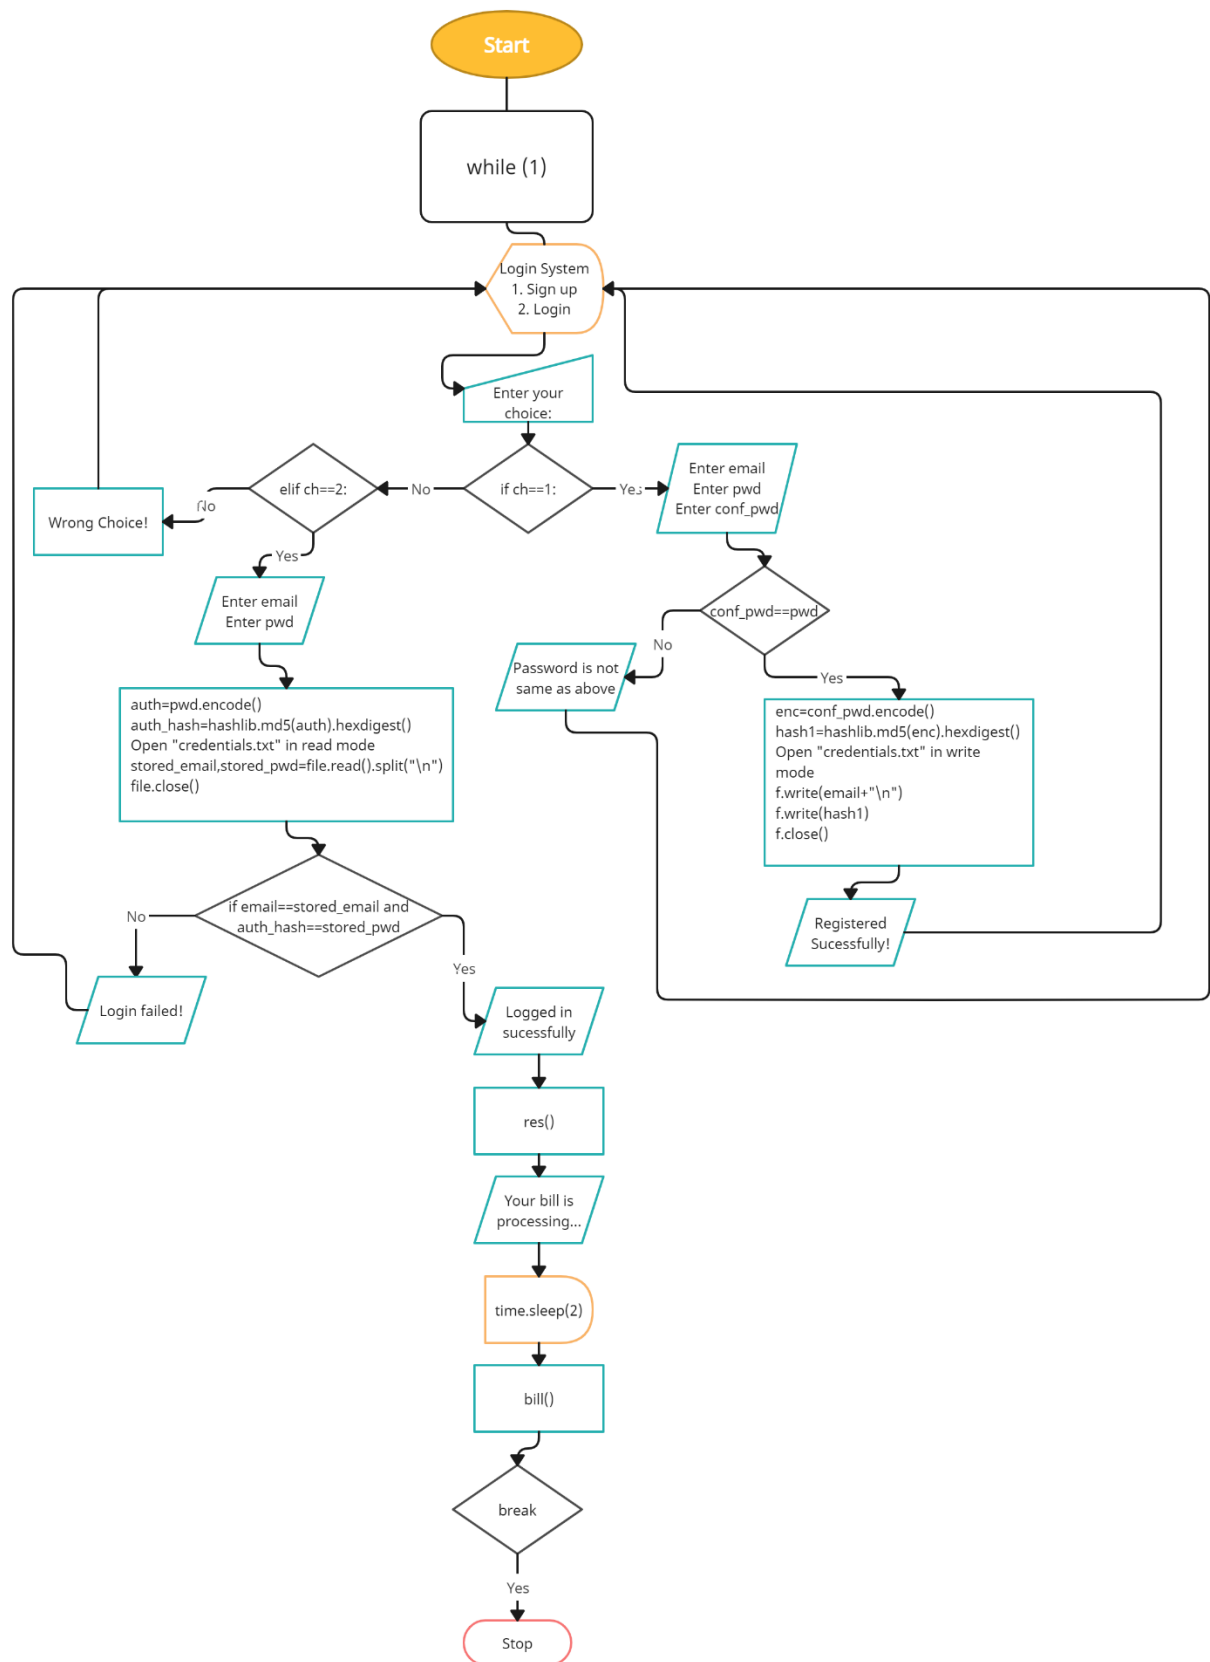 Start
while (1)
Login System
1. Sign up
2. Login
Enter your
choice:
if ch==1:
No
Yes
elif ch==2:
No
Wrong Choice!
Yes
Enter email
Enter pwd
Enter conf_pwd
conf_pwd==pwd
No
Password is not
same as above
Yes
enc=conf_pwd.encode()
hash1=hashlib.md5(enc).hexdigest()
Open "credentials.txt" in write
mode
f.write(email+"\n")
f.write(hash1)
f.close()
Registered
Sucessfully!
Enter email
Enter pwd
auth=pwd.encode()
auth_hash=hashlib.md5(auth).hexdigest()
Open "credentials.txt" in read mode
stored_email,stored_pwd=file.read().split("\n")
file.close()
if email==stored_email and
auth_hash==stored_pwd
No
Login failed!
Yes
Logged in
sucessfully
res()
Your bill is
processing...
time.sleep(2)
bill()
break
Yes
Stop